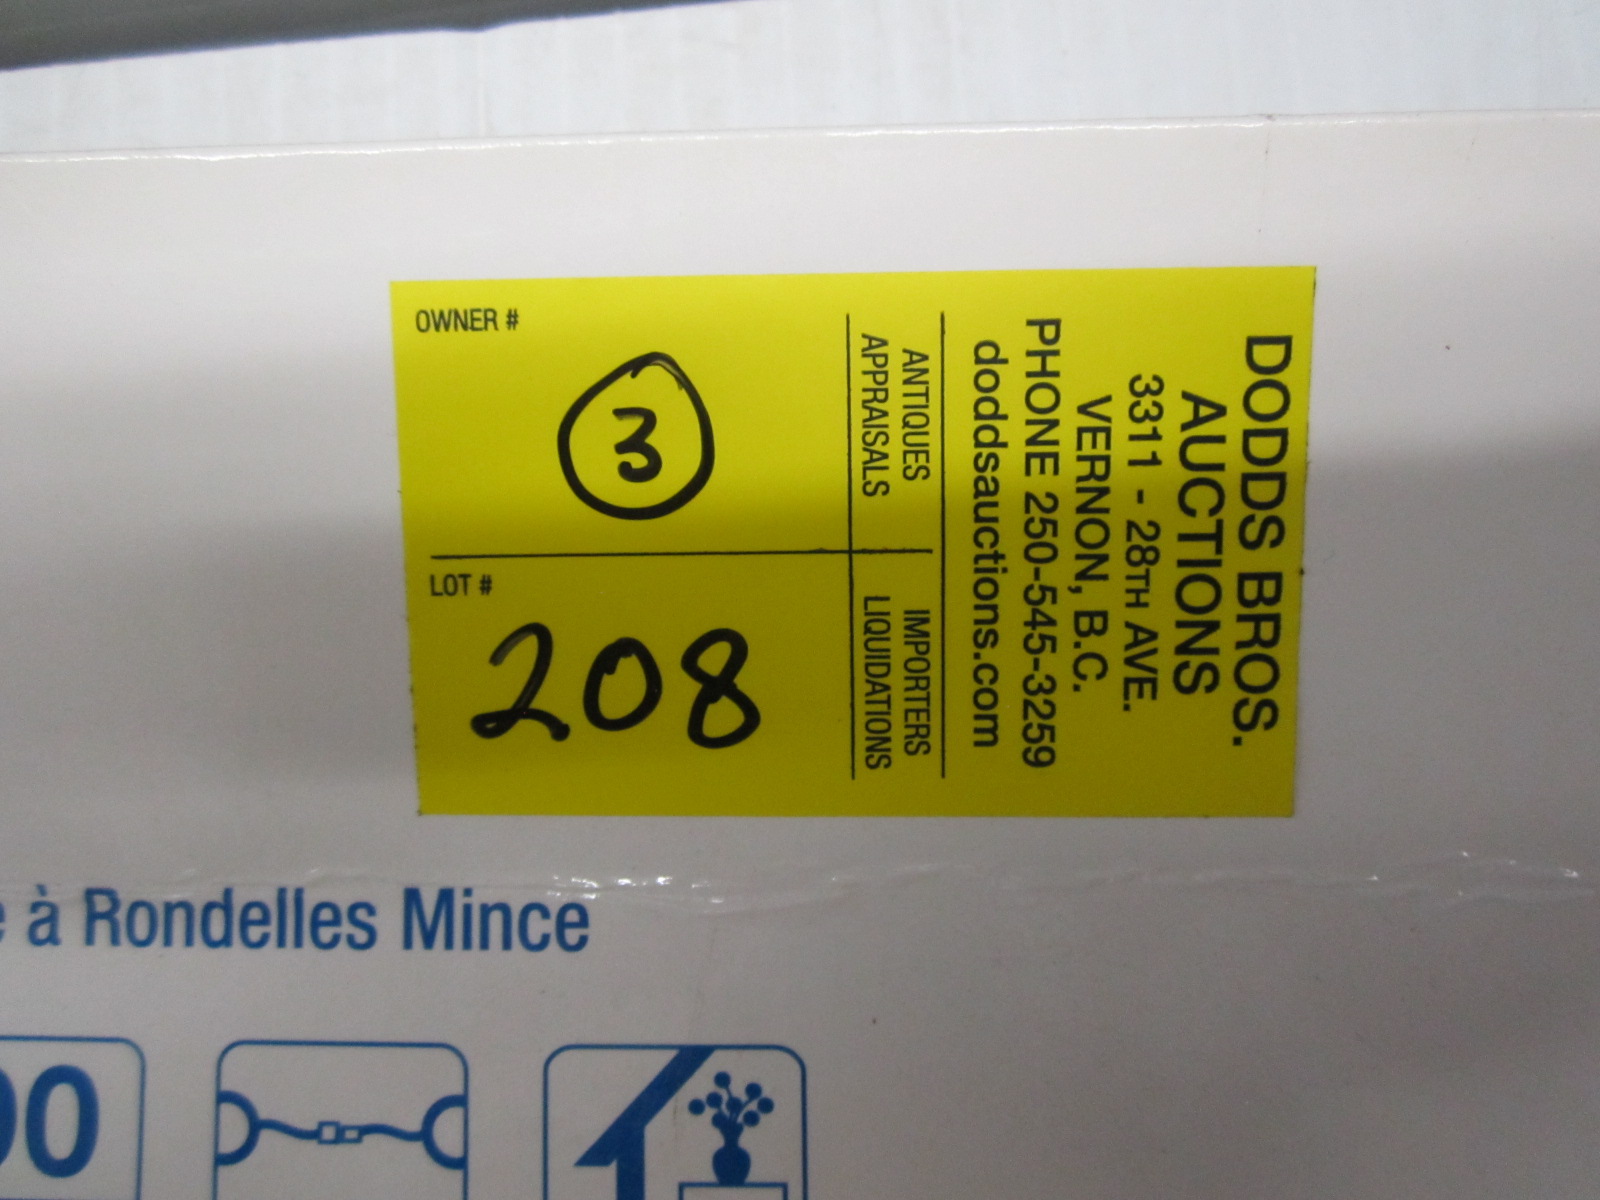 DODDS BROS.
AUCTIONS
3311 - 28TH AVE.
VERNON, B.C.
PHONE 250-545-3259
doddsauctions.com
ANTIQUES IMPORTERS
APPRAISALS LIQUIDATIONS
OWNER #
3
LOT #
208
à Rondelles Mince